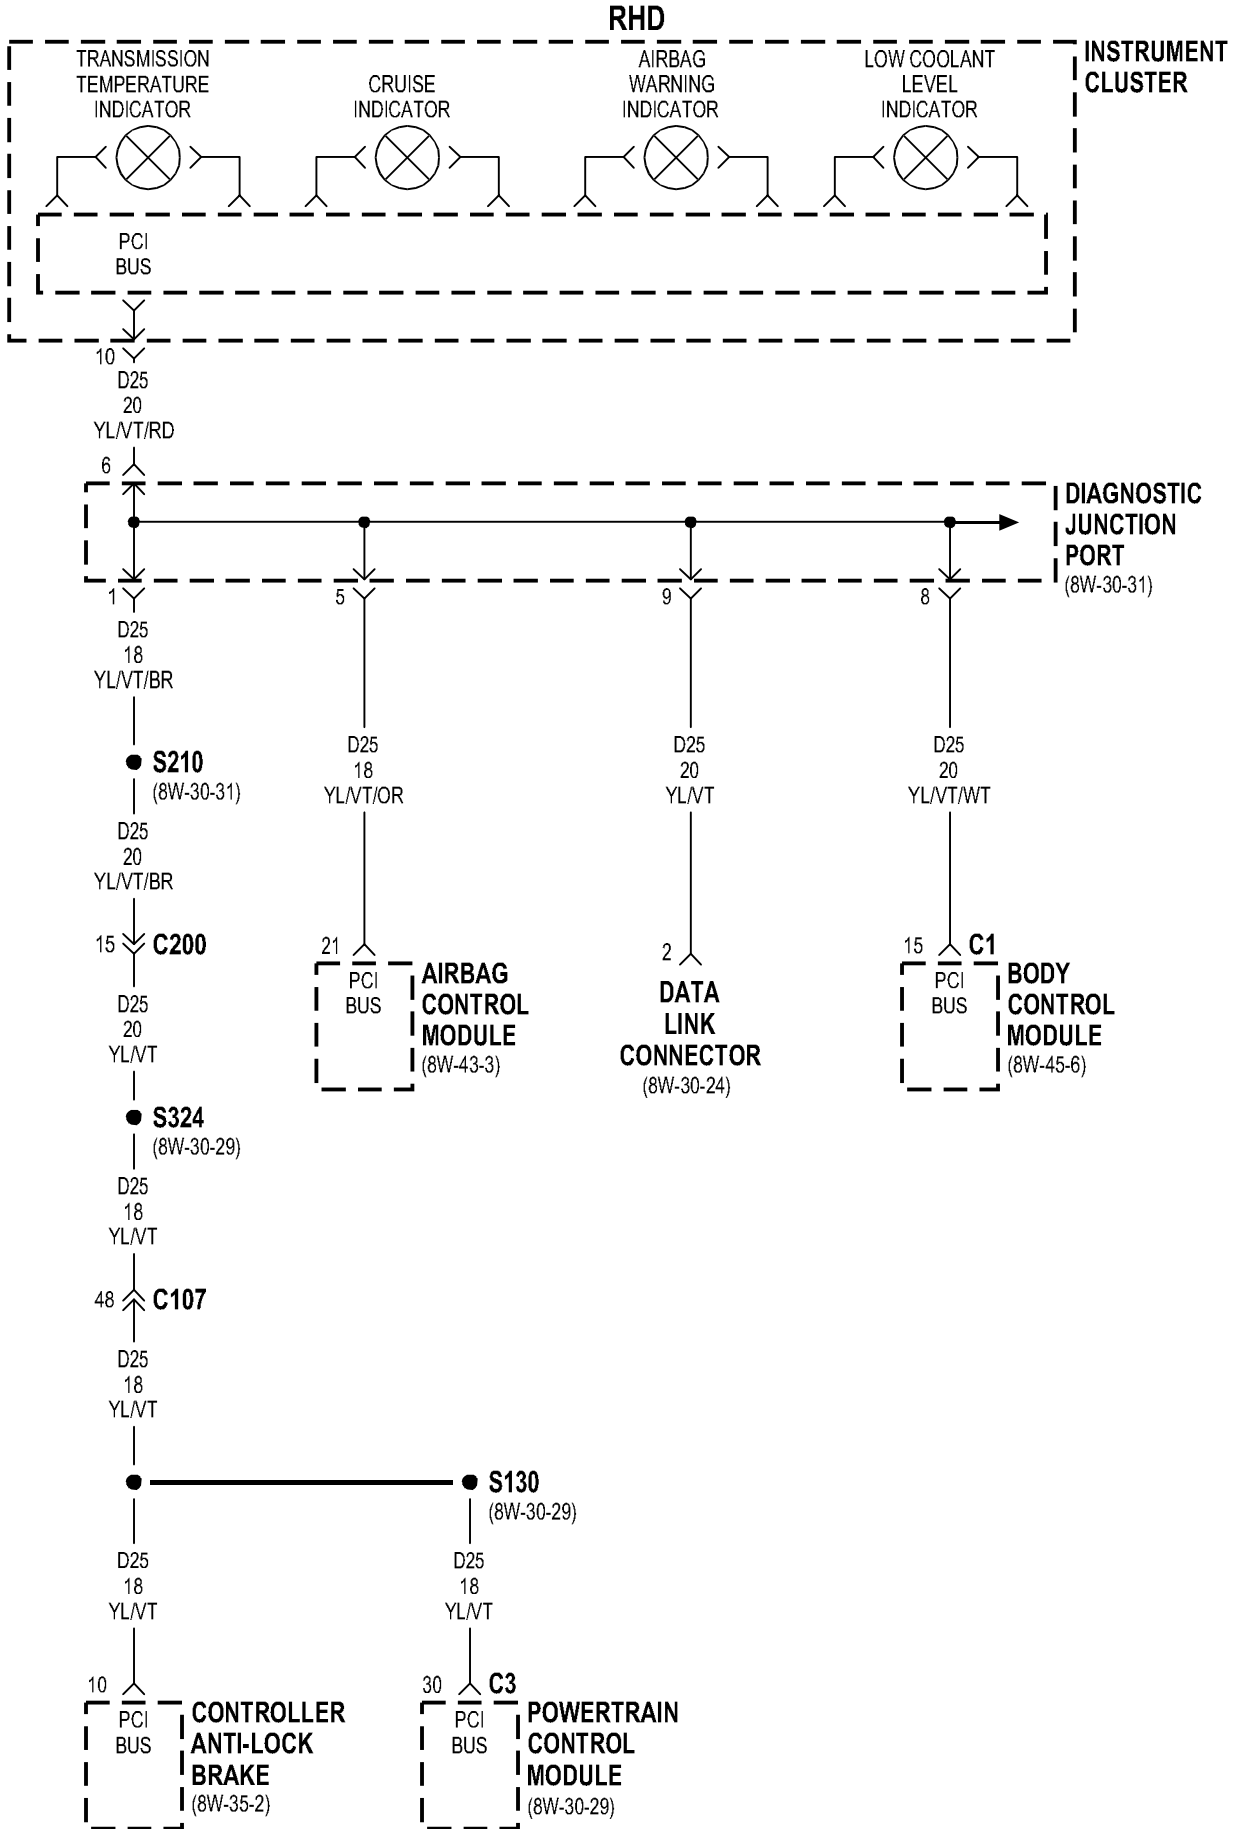 RHD
INSTRUMENT
CLUSTER
TRANSMISSION
TEMPERATURE
INDICATOR
CRUISE
INDICATOR
AIRBAG
WARNING
INDICATOR
LOW COOLANT
LEVEL
INDICATOR
PCI
BUS
10
D25
20
YL/VT/RD
6
DIAGNOSTIC
JUNCTION
PORT
(8W-30-31)
1
5
9
8
D25
18
YL/VT/BR
S210
(8W-30-31)
D25
20
YL/VT/BR
15
C200
D25
20
YL/VT
S324
(8W-30-29)
D25
18
YL/VT
48
C107
D25
18
YL/VT
D25
18
YL/VT/OR
21
PCI
BUS
AIRBAG
CONTROL
MODULE
(8W-43-3)
D25
20
YL/VT
2
DATA
LINK
CONNECTOR
(8W-30-24)
D25
20
YL/VT/WT
15
C1
PCI
BUS
BODY
CONTROL
MODULE
(8W-45-6)
S130
(8W-30-29)
D25
18
YL/VT
10
PCI
BUS
CONTROLLER
ANTI-LOCK
BRAKE
(8W-35-2)
D25
18
YL/VT
30
C3
PCI
BUS
POWERTRAIN
CONTROL
MODULE
(8W-30-29)